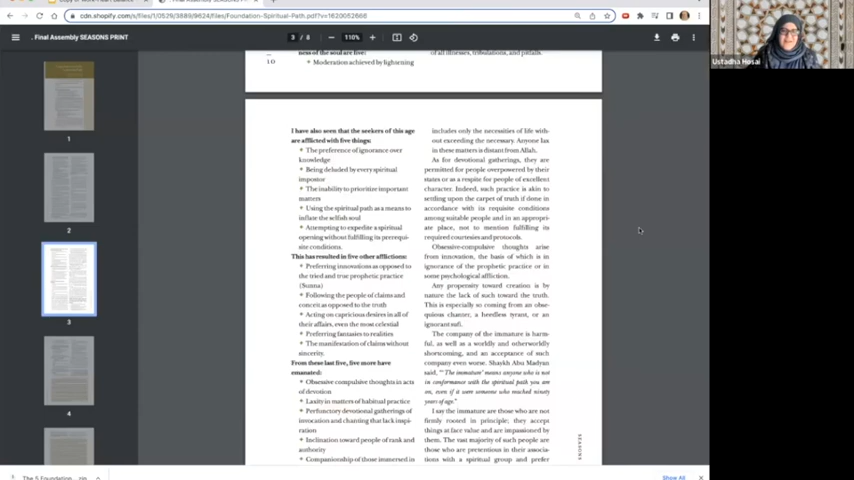 cdn.shopify.com/s/files/1/0529/3889/9624/files/Foundation-Spiritual-Path.pdf?v=1620052668
. Final Assembly SEASONS PRINT
3 / 8
110%
Ustadha Hosai
1
2
3
4
ness of the soul are five:
10
Moderation achieved by lightening
of all illnesses, tribulations, and pitfalls.
I have also seen that the seekers of this age
are afflicted with five things:
The preference of ignorance over
knowledge
Being deluded by every spiritual
impostor
The inability to prioritize important
matters
Using the spiritual path as a means to
inflate the selfish soul
Attempting to expedite a spiritual
opening without fulfilling its prerequi-
site conditions.
This has resulted in five other afflictions:
Preferring innovations as opposed to
the tried and true prophetic practice
(Sunna)
Following the people of claims and
conceit as opposed to the truth
Acting on capricious desires in all of
their affairs, even the most celestial
Preferring fantasies to realities
The manifestation of claims without
sincerity.
From these last five, five more have
emanated:
Obsessive compulsive thoughts in acts
of devotion
Laxity in matters of habitual practice
Perfunctory devotional gatherings of
invocation and chanting that lack inspi-
ration
Inclination toward people of rank and
authority
Companionship of those immersed in
includes only the necessities of life with-
out exceeding the necessary. Anyone lax
in these matters is distant from Allah.
As for devotional gatherings, they are
permitted for people overpowered by their
states or as a respite for people of excellent
character. Indeed, such practice is akin to
settling upon the carpet of truth if done in
accordance with its requisite conditions
among suitable people and in an appropri-
ate place, not to mention fulfilling its
required courtesies and protocols.
Obsessive-compulsive thoughts arise
from innovation, the basis of which is in
ignorance of the prophetic practice or in
some psychological affliction.
Any propensity toward creation is by
nature the lack of such toward the truth.
This is especially so coming from an obse-
quious chanter, a heedless tyrant, or an
ignorant sufi.
The company of the immature is harm-
ful, as well as a worldly and otherworldly
shortcoming, and an acceptance of such
company even worse. Shaykh Abu Madyan
said, "'The immature' means anyone who is not
in conformance with the spiritual path you are
on, even if it were someone who reached ninety
years of age."
I say the immature are those who are not
firmly rooted in principle; they accept
things at face value and are impassioned by
them. The vast majority of such people are
those who are pretentious in their associa-
tions with a spiritual group and prefer
SEASONS
The 5 Foundation....zip
Show All